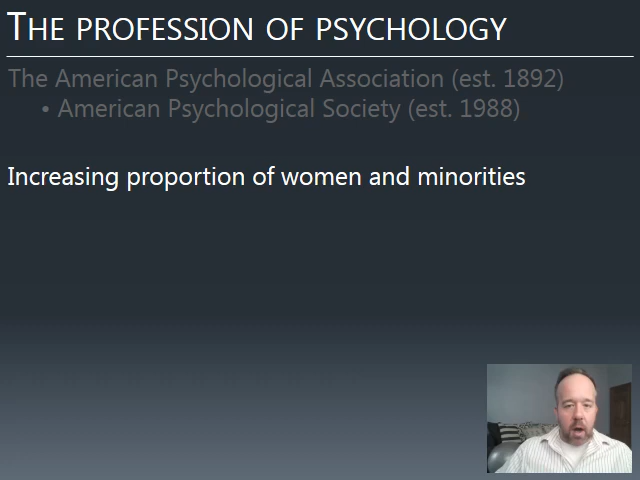 THE PROFESSION OF PSYCHOLOGY
The American Psychological Association (est. 1892)
• American Psychological Society (est. 1988)
Increasing proportion of women and minorities